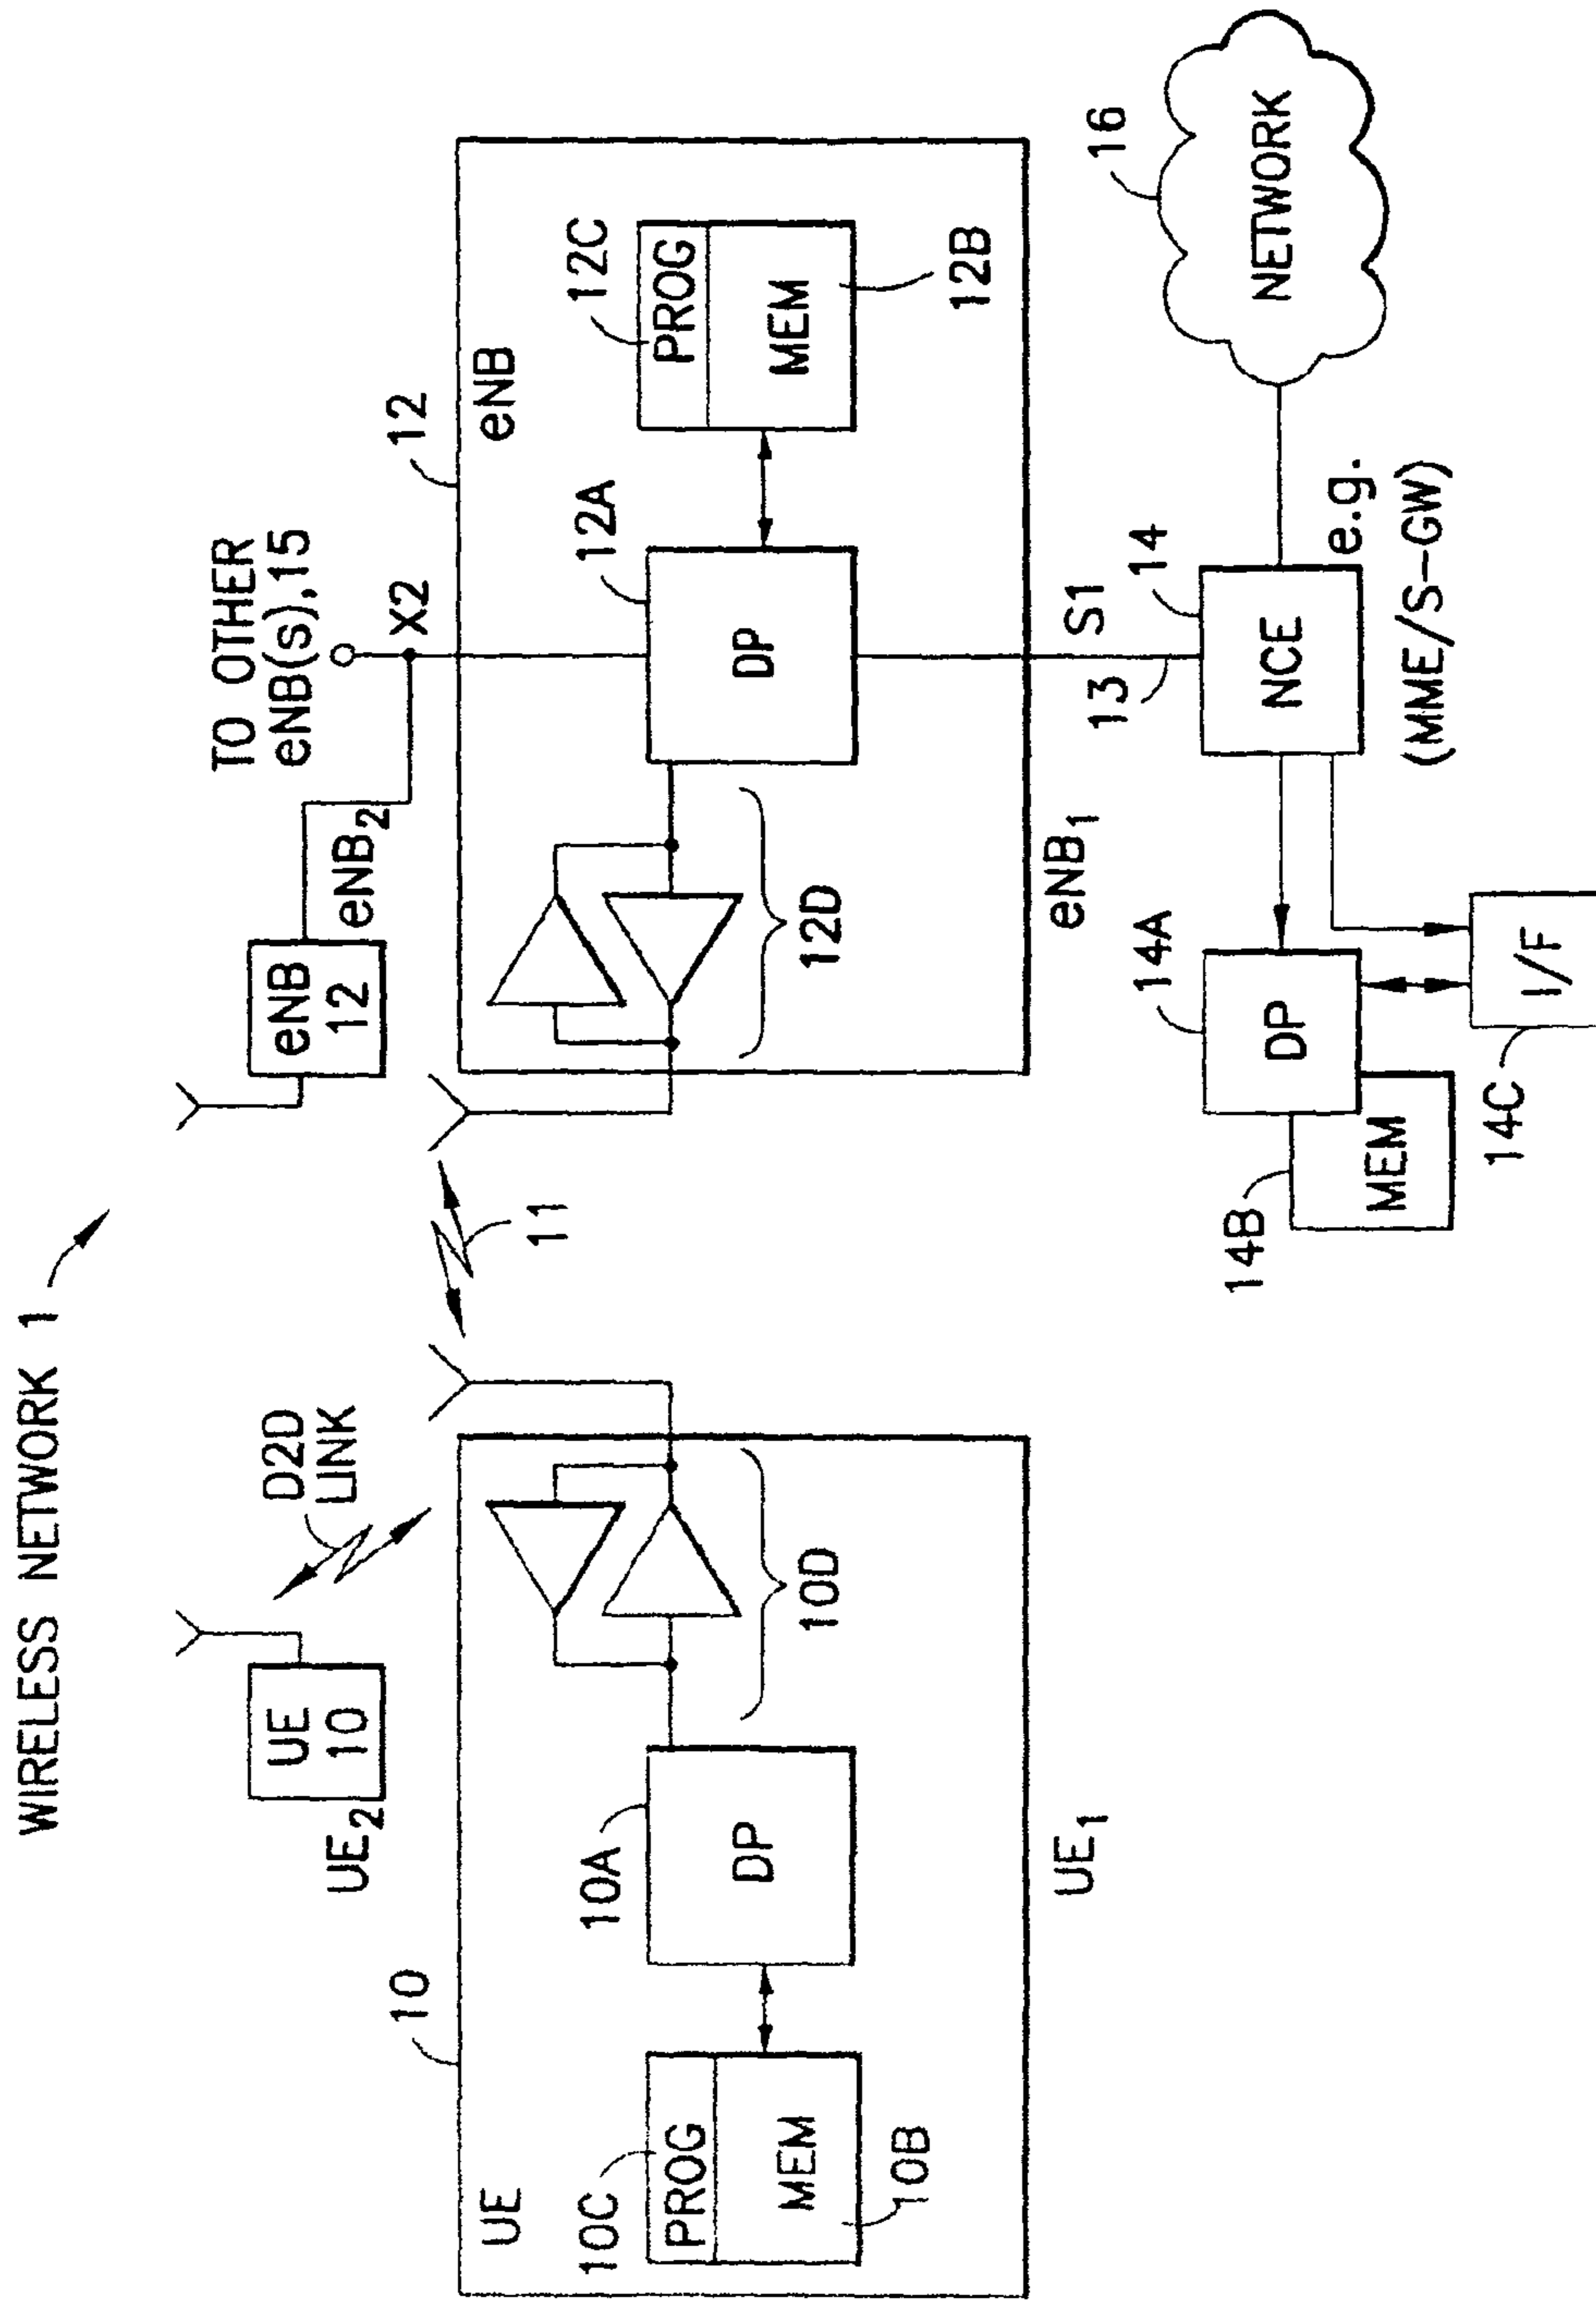 WIRELESS NETWORK 1
D2D
LINK
UE
10
UE2
eNB
12
eNB2
TO OTHER
eNB(s),15
X2
10
UE
10C
PROG
MEM
10B
10A
DP
10D
UE1
11
12
eNB
12D
12A
DP
12C
PROG
MEM
12B
eNB1
13
S1
14
NCE
e.g.
(MME/S-GW)
16
NETWORK
14A
DP
14B
MEM
14C
I/F